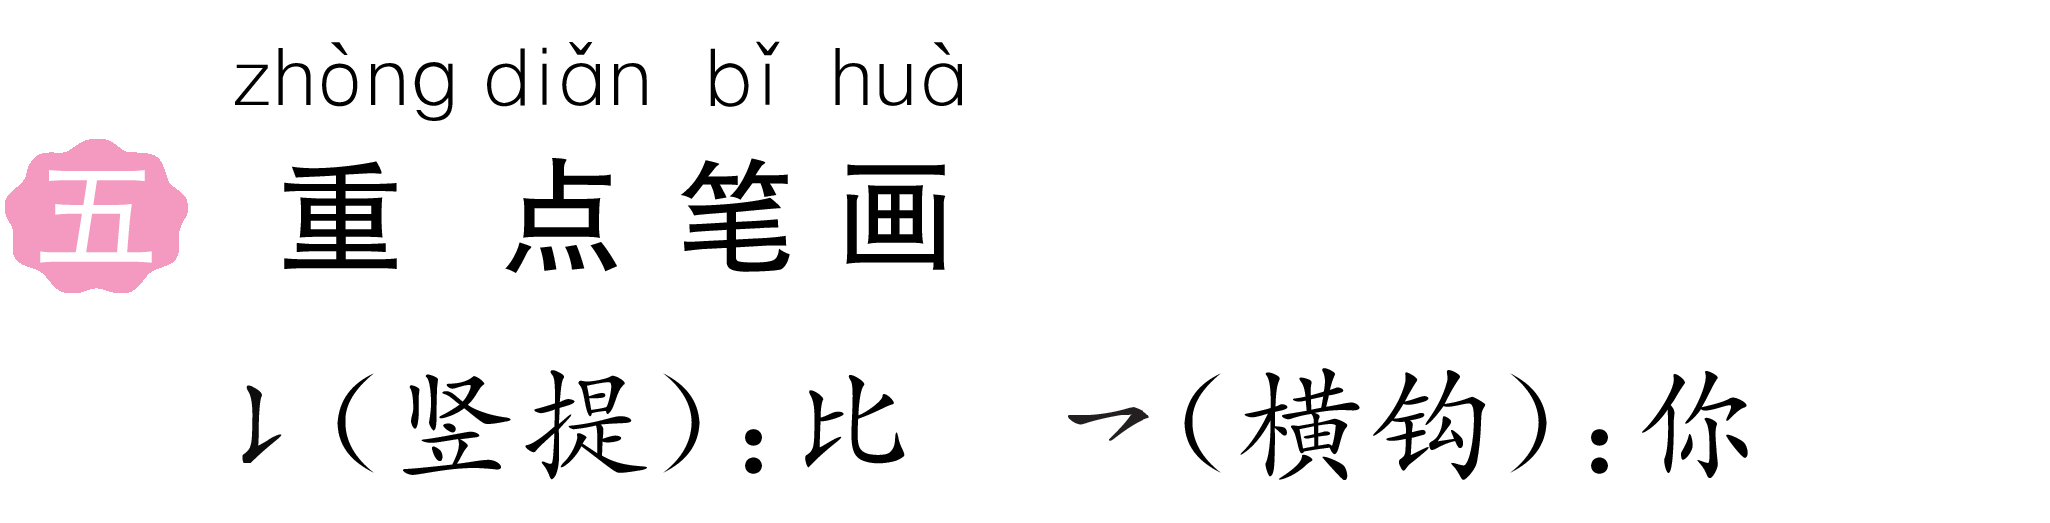 zhòng diǎn bǐ huà
五 重点笔画
㇙（竖提）：比 ㇖（横钩）：你